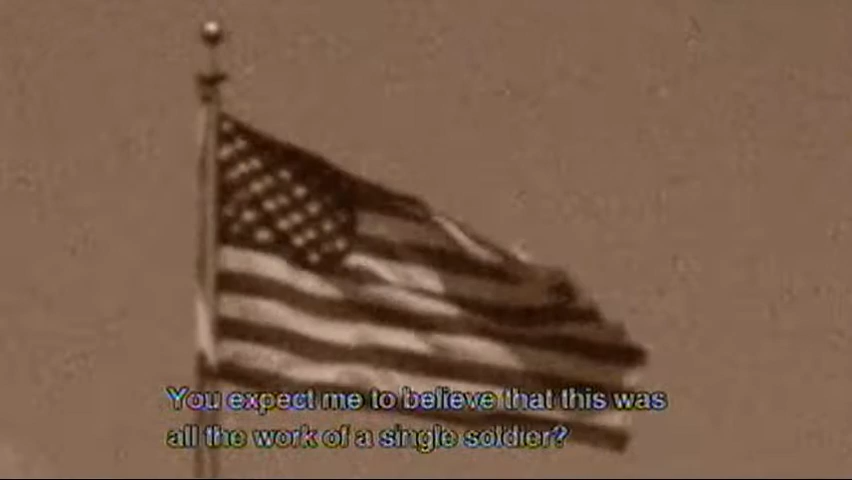 You expect me to believe that this was
all the work of a single soldier?